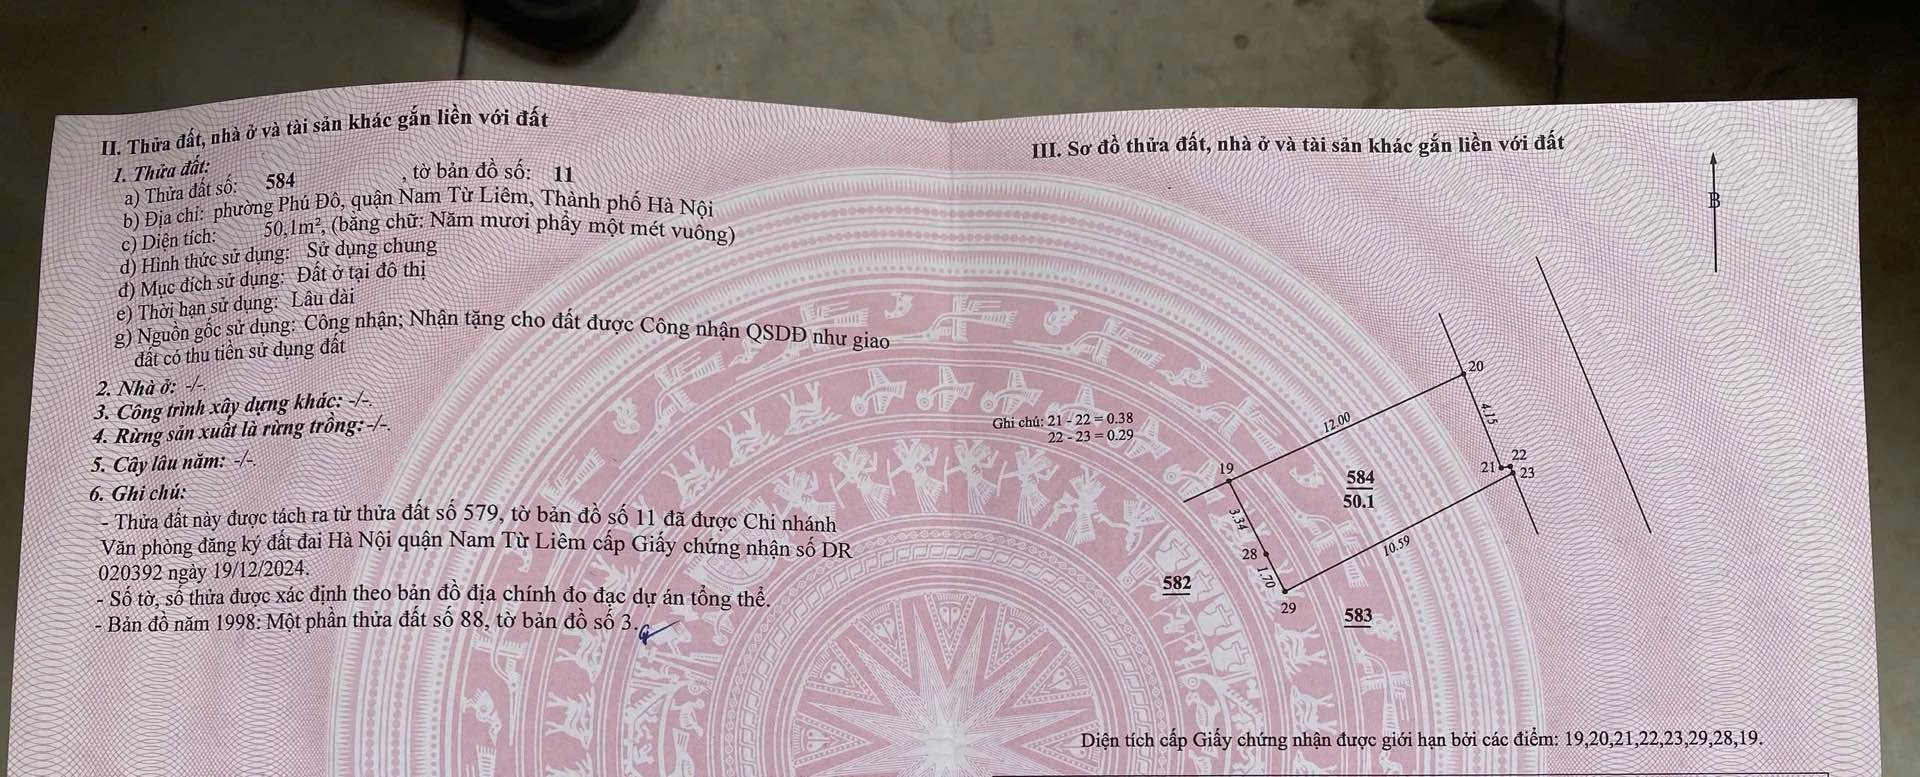 II. Thửa đất, nhà ở và tài sản khác gắn liền với đất
1. Thửa đất:
a) Thửa đất số: 584 , tờ bản đồ số: 11
b) Địa chỉ: phường Phú Đô, quận Nam Từ Liêm, Thành phố Hà Nội
c) Diện tích: 50.1m², (bằng chữ: Năm mươi phẩy một mét vuông)
d) Hình thức sử dụng: Sử dụng chung
đ) Mục đích sử dụng: Đất ở tại đô thị
e) Thời hạn sử dụng: Lâu dài
g) Nguồn gốc sử dụng: Công nhận; Nhận tặng cho đất được Công nhận QSDĐ như giao
đất có thu tiền sử dụng đất
2. Nhà ở: -/-.
3. Công trình xây dựng khác: -/-.
4. Rừng sản xuất là rừng trồng: -/-.
5. Cây lâu năm: -/-.
6. Ghi chú:
- Thửa đất này được tách ra từ thửa đất số 579, tờ bản đồ số 11 đã được Chi nhánh
Văn phòng đăng ký đất đai Hà Nội quận Nam Từ Liêm cấp Giấy chứng nhận số DR
020392 ngày 19/12/2024.
- Số tờ, số thửa được xác định theo bản đồ địa chính đo đạc dự án tổng thể.
- Bản đồ năm 1998: Một phần thửa đất số 88, tờ bản đồ số 3.
III. Sơ đồ thửa đất, nhà ở và tài sản khác gắn liền với đất
B
20
12.00
4.15
Ghi chú: 21 - 22 = 0.38
22 - 23 = 0.29
22
21
23
19
584
50.1
3.34
28
10.59
1.70
582
29
583
Diện tích cấp Giấy chứng nhận được giới hạn bởi các điểm: 19,20,21,22,23,29,28,19.